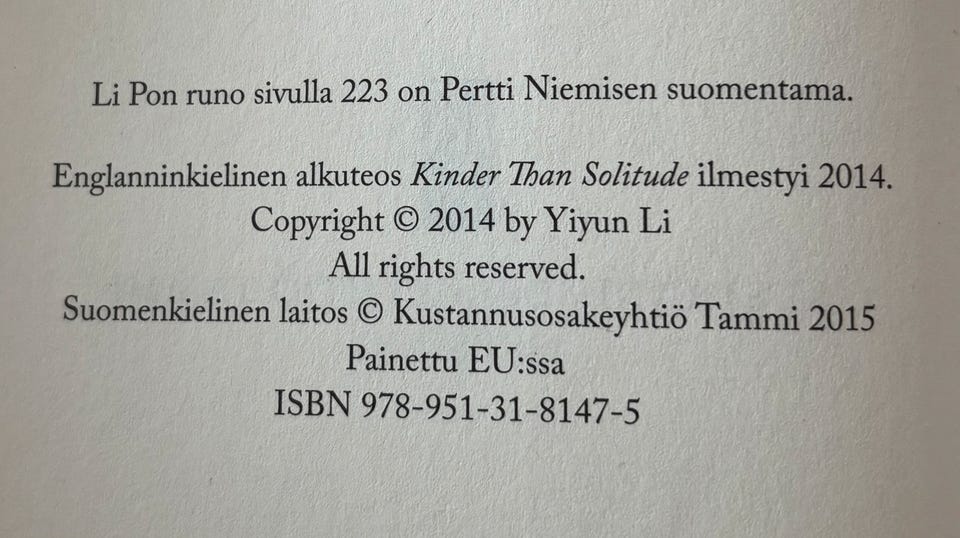 Li Pon runo sivulla 223 on Pertti Niemisen suomentama.
Englanninkielinen alkuteos Kinder Than Solitude ilmestyi 2014.
Copyright © 2014 by Yiyun Li
All rights reserved.
Suomenkielinen laitos © Kustannusosakeyhtiö Tammi 2015
Painettu EU:ssa
ISBN 978-951-31-8147-5